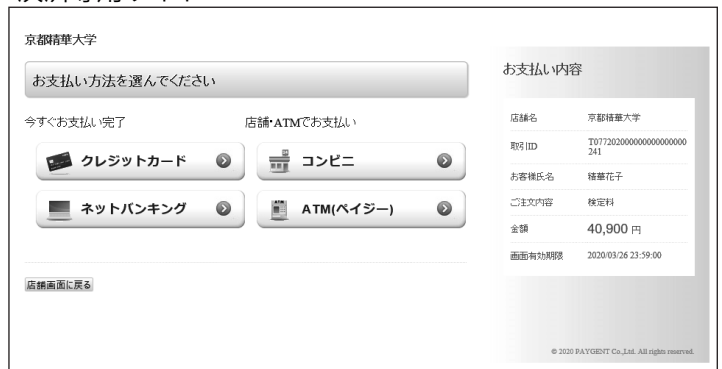 京都精華大学
お支払い方法を選んでください
今すぐお支払い完了
店舗・ATMでお支払い
クレジットカード
コンビニ
ネットバンキング
ATM(ペイジー)
店舗画面に戻る
お支払い内容
店舗名 京都精華大学
取引ID T077202000000000000000
241
お客様氏名 精華花子
ご注文内容 検定料
金額 40,900 円
画面有効期限 2020/03/26 23:59:00
© 2020 PAYGENT Co.,Ltd. All rights reserved.